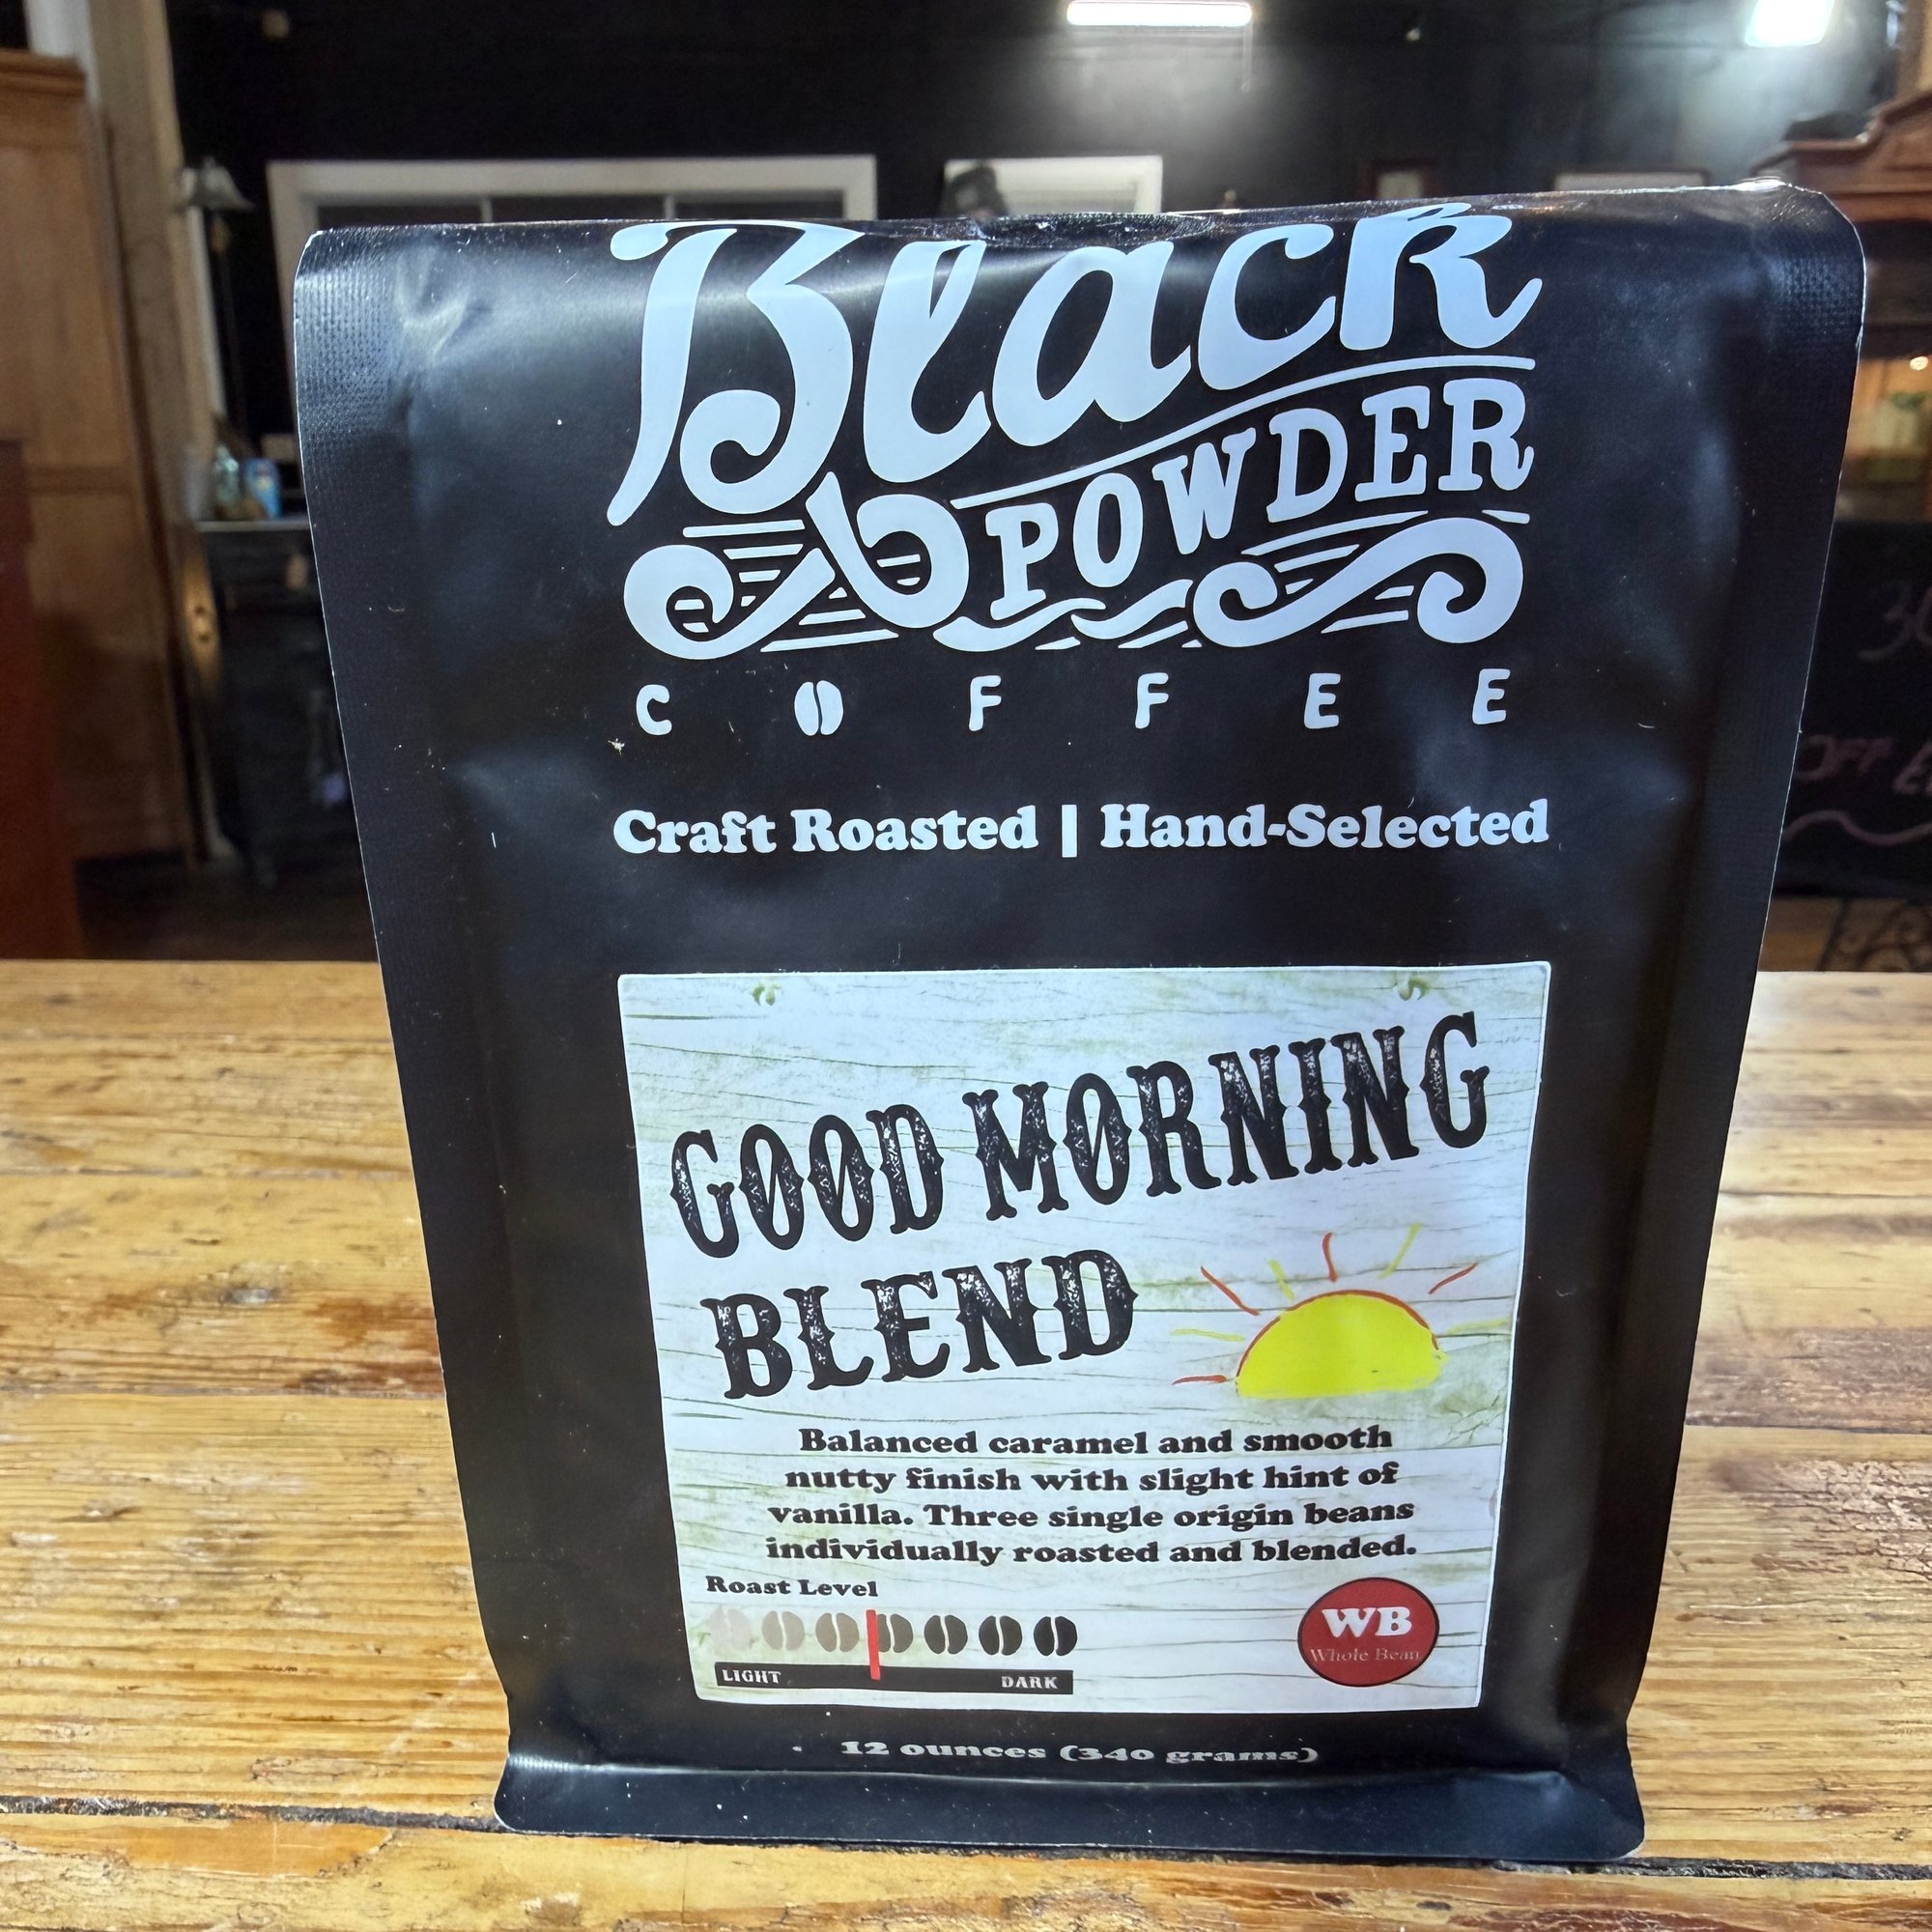 Black
POWDER
COFFEE
Craft Roasted | Hand-Selected
GOOD MORNING
BLEND
Balanced caramel and smooth
nutty finish with slight hint of
vanilla. Three single origin beans
individually roasted and blended.
Roast Level
LIGHT DARK
WB
Whole Bean
12 ounces (340 grams)